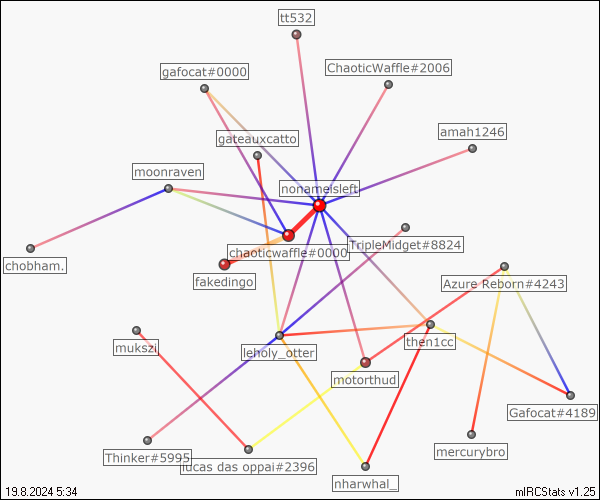 tt532
gafocat#0000
ChaoticWaffle#2006
gateauxcatto
amah1246
moonraven
nonameisleft
TripleMidget#8824
chaoticwaffle#0000
chobham.
fakedingo
Azure Reborn#4243
mukszi
leholy_otter
then1cc
motorthud
Gafocat#4189
Thinker#5995
lucas das oppai#2396
mercurybro
nharwhal_
19.8.2024 5:34
mIRCStats v1.25